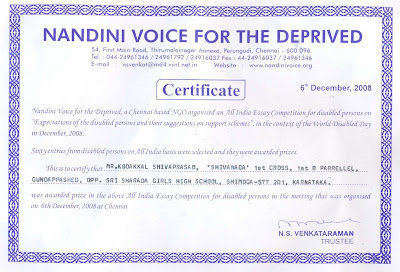 NANDINI VOICE FOR THE DEPRIVED
54, First Main Road, Thirumalainagar Annexe, Perungudi, Chennai - 600 096
Tel : 044-24961346 / 24961792 / 24916037 Fax : 44-24916037 / 24961346
E-mail : nsvenkat@md3.vsnl.net.in Website : www.nandinivoice.org
Certificate
6th December, 2008
Nandini Voice for the Deprived, a Chennai based NGO organised an All India Essay Competition for disabled persons on
"Expectations of the disabled persons and their suggestions on support schemes", in the context of the World Disabled Day
in December, 2008.
Sixty entries from disabled persons on All India basis were selected and they were awarded prizes.
This is to certify that MR.KODAKKAL SHIVAPRASAD, "SHIVANADA" 1st CROSS, 1st B PARRELLEL,
GUNDAPPASHED, OPP. SRI SHARADA GIRLS HIGH SCHOOL, SHIMOGA-577 201, KARNATAKA.
was awarded prize in the above All India Essay Competition for disabled persons in the meeting that was organised
on 6th December, 2008 at Chennai
N.S. VENKATARAMAN
TRUSTEE